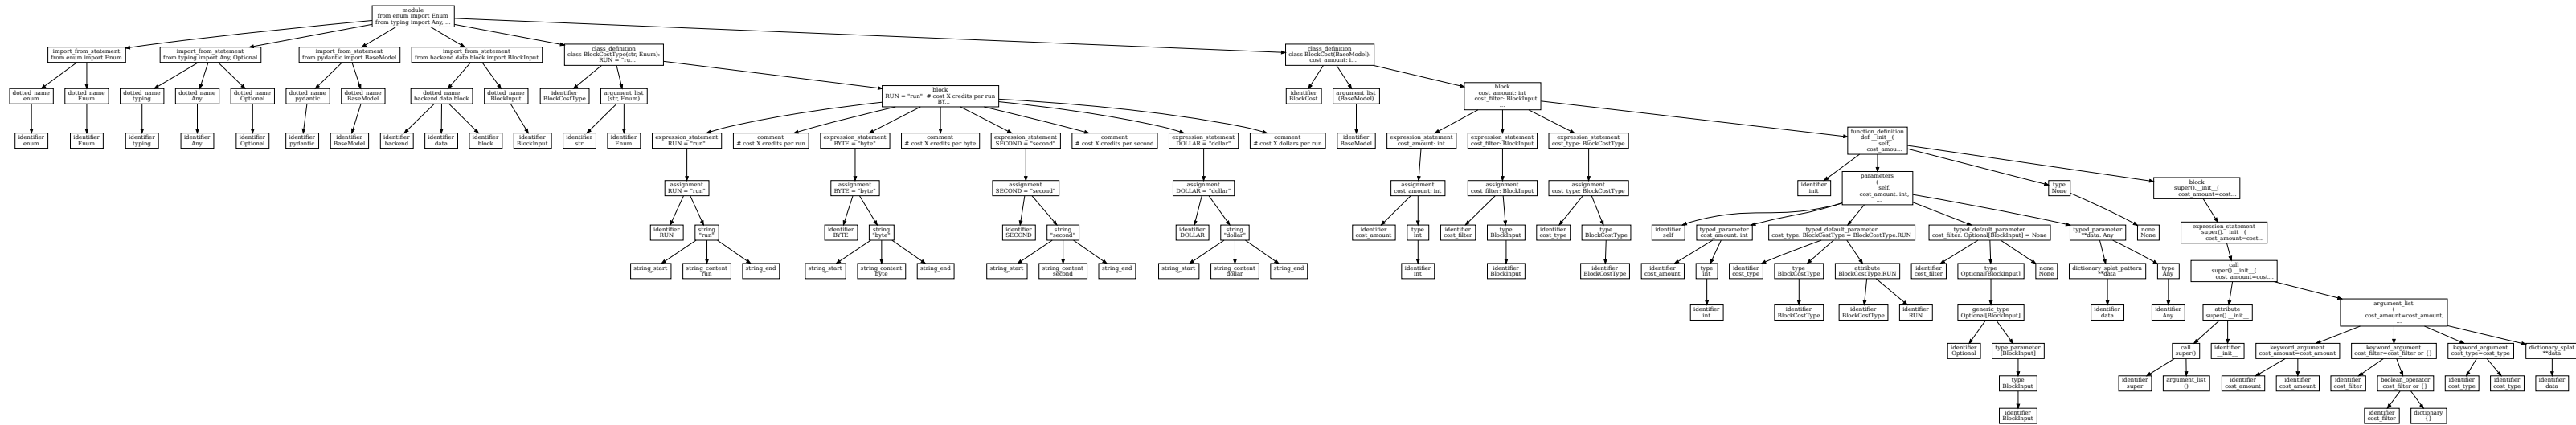 module
from enum import Enum
from typing import Any, ...
import_from_statement
from enum import Enum
import_from_statement
from typing import Any, Optional
import_from_statement
from pydantic import BaseModel
import_from_statement
from backend.data.block import BlockInput
class_definition
class BlockCostType(str, Enum):
RUN = "ru...
class_definition
class BlockCost(BaseModel):
cost_amount: i...
dotted_name
enum
dotted_name
Enum
dotted_name
typing
dotted_name
Any
dotted_name
Optional
dotted_name
pydantic
dotted_name
BaseModel
dotted_name
backend.data.block
dotted_name
BlockInput
identifier
BlockCostType
argument_list
(str, Enum)
block
RUN = "run"  # cost X credits per run
BY...
identifier
BlockCost
argument_list
(BaseModel)
block
cost_amount: int
cost_filter: BlockInput
...
identifier
enum
identifier
Enum
identifier
typing
identifier
Any
identifier
Optional
identifier
pydantic
identifier
BaseModel
identifier
backend
identifier
data
identifier
block
identifier
BlockInput
identifier
str
identifier
Enum
expression_statement
RUN = "run"
comment
# cost X credits per run
expression_statement
BYTE = "byte"
comment
# cost X credits per byte
expression_statement
SECOND = "second"
comment
# cost X credits per second
expression_statement
DOLLAR = "dollar"
comment
# cost X dollars per run
identifier
BaseModel
expression_statement
cost_amount: int
expression_statement
cost_filter: BlockInput
expression_statement
cost_type: BlockCostType
function_definition
def __init__(
self,
cost_amou...
assignment
RUN = "run"
assignment
BYTE = "byte"
assignment
SECOND = "second"
assignment
DOLLAR = "dollar"
assignment
cost_amount: int
assignment
cost_filter: BlockInput
assignment
cost_type: BlockCostType
identifier
__init__
parameters
(
self,
cost_amount: int,
...
type
None
block
super().__init__(
cost_amount=cost...
identifier
RUN
string
"run"
identifier
BYTE
string
"byte"
identifier
SECOND
string
"second"
identifier
DOLLAR
string
"dollar"
identifier
cost_amount
type
int
identifier
cost_filter
type
BlockInput
identifier
cost_type
type
BlockCostType
identifier
self
typed_parameter
cost_amount: int
typed_default_parameter
cost_type: BlockCostType = BlockCostType.RUN
typed_default_parameter
cost_filter: Optional[BlockInput] = None
typed_parameter
**data: Any
none
None
expression_statement
super().__init__(
cost_amount=cost...
string_start
"
string_content
run
string_end
"
string_start
"
string_content
byte
string_end
"
string_start
"
string_content
second
string_end
"
string_start
"
string_content
dollar
string_end
"
identifier
int
identifier
BlockInput
identifier
BlockCostType
identifier
cost_amount
type
int
identifier
cost_type
type
BlockCostType
attribute
BlockCostType.RUN
identifier
cost_filter
type
Optional[BlockInput]
none
None
dictionary_splat_pattern
**data
type
Any
call
super().__init__(
cost_amount=cost...
identifier
int
identifier
BlockCostType
identifier
BlockCostType
identifier
RUN
generic_type
Optional[BlockInput]
identifier
data
identifier
Any
attribute
super().__init__
argument_list
(
cost_amount=cost_amount,
...
identifier
Optional
type_parameter
[BlockInput]
call
super()
identifier
__init__
keyword_argument
cost_amount=cost_amount
keyword_argument
cost_filter=cost_filter or {}
keyword_argument
cost_type=cost_type
dictionary_splat
**data
type
BlockInput
identifier
super
argument_list
()
identifier
cost_amount
identifier
cost_amount
identifier
cost_filter
boolean_operator
cost_filter or {}
identifier
cost_type
identifier
cost_type
identifier
data
identifier
BlockInput
identifier
cost_filter
dictionary
{}